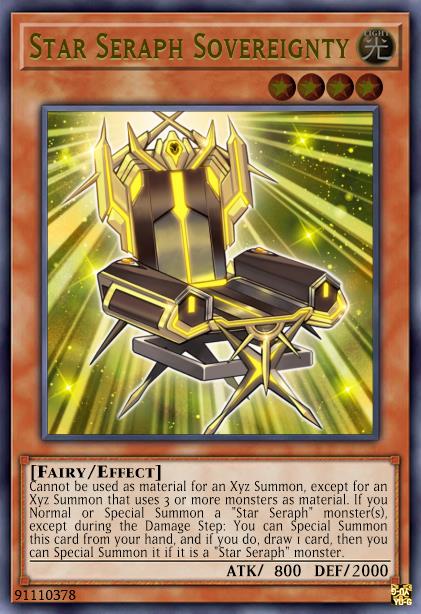 STAR SERAPH SOVEREIGNTY
LIGHT
光
[FAIRY/EFFECT]
Cannot be used as material for an Xyz Summon, except for an
Xyz Summon that uses 3 or more monsters as material. If you
Normal or Special Summon a "Star Seraph" monster(s),
except during the Damage Step: You can Special Summon
this card from your hand, and if you do, draw 1 card, then you
can Special Summon it if it is a "Star Seraph" monster.
ATK/ 800 DEF/2000
91110378